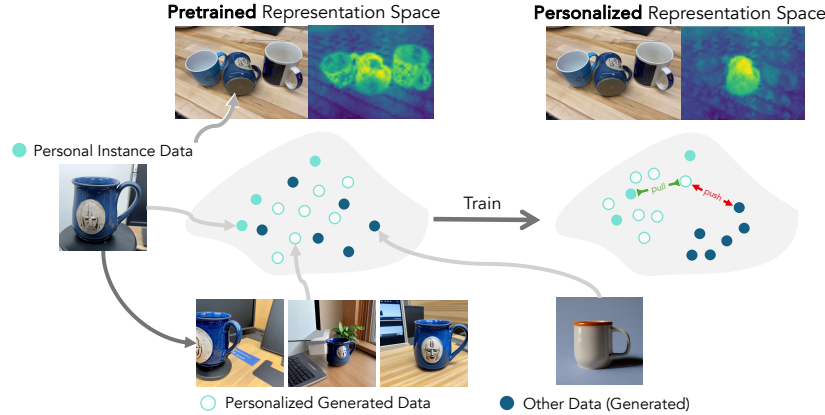 Pretrained Representation Space
Personalized Representation Space
Personal Instance Data
pull
push
Train
Personalized Generated Data
Other Data (Generated)